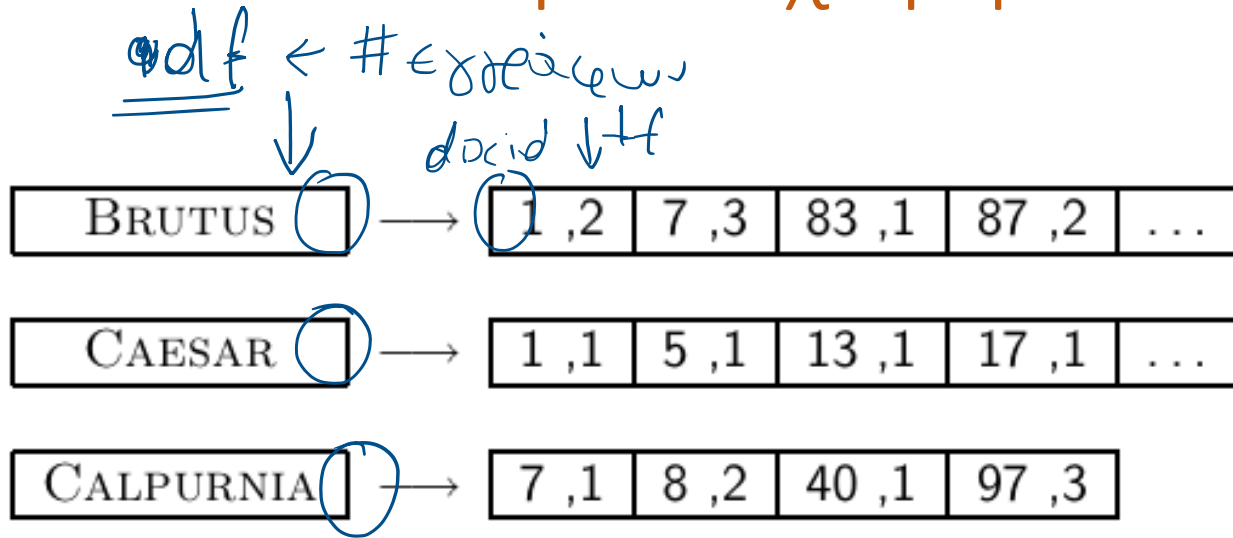 df ← # εγγράφων
docid ↓ tf
BRUTUS → 1 ,2 7 ,3 83 ,1 87 ,2 ...
CAESAR → 1 ,1 5 ,1 13 ,1 17 ,1 ...
CALPURNIA → 7 ,1 8 ,2 40 ,1 97 ,3